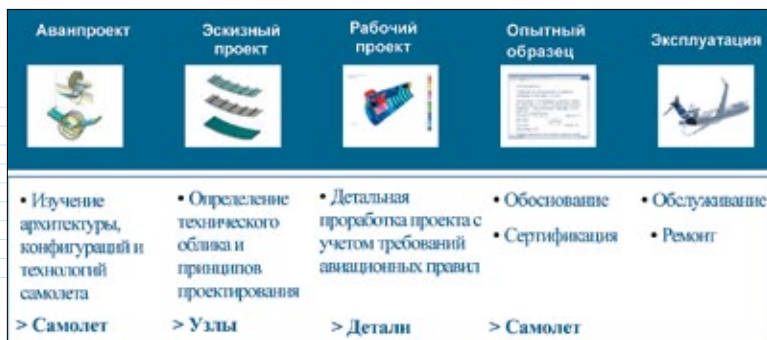 Аванпроект
Эскизный
проект
Рабочий
проект
Опытный
образец
Эксплуатация
• Изучение
архитектуры,
конфигураций и
технологий
самолета
> Самолет
• Определение
технического
облика и
принципов
проектирования
> Узлы
• Детальная
проработка проекта с
учетом требований
авиационных правил
> Детали
• Обоснование
• Сертификация
> Самолет
• Обслуживание
• Ремонт